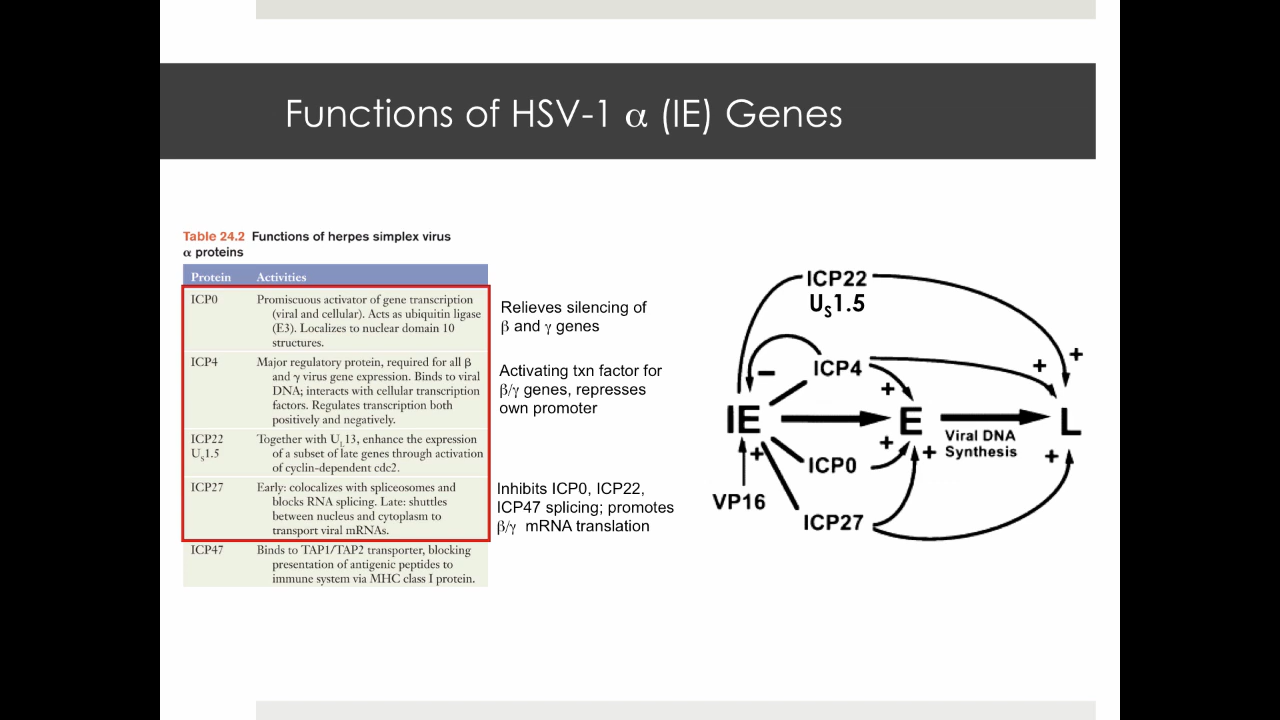 Functions of HSV-1 α (IE) Genes
Table 24.2 Functions of herpes simplex virus
α proteins
Protein Activities
ICP0 Promiscuous activator of gene transcription
(viral and cellular). Acts as ubiquitin ligase
(E3). Localizes to nuclear domain 10
structures.
ICP4 Major regulatory protein, required for all β
and γ virus gene expression. Binds to viral
DNA; interacts with cellular transcription
factors. Regulates transcription both
positively and negatively.
ICP22 Together with UL13, enhance the expression
US1.5 of a subset of late genes through activation
of cyclin-dependent cdc2.
ICP27 Early: colocalizes with spliceosomes and
blocks RNA splicing. Late: shuttles
between nucleus and cytoplasm to
transport viral mRNAs.
ICP47 Binds to TAP1/TAP2 transporter, blocking
presentation of antigenic peptides to
immune system via MHC class I protein.
Relieves silencing of
β and γ genes
Activating txn factor for
β/γ genes, represses
own promoter
Inhibits ICP0, ICP22,
ICP47 splicing; promotes
β/γ mRNA translation
ICP22
US1.5
+
+
ICP4
−
+
IE
E
L
Viral DNA
Synthesis
+
+
+
+
ICP0
VP16
ICP27